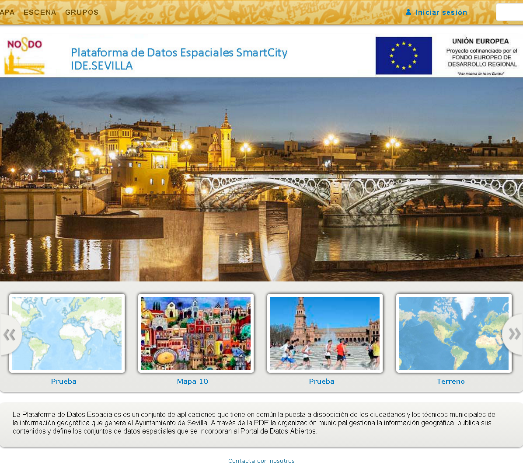 APA ESCENA GRUPOS Iniciar sesión
NO8DO
Plataforma de Datos Espaciales SmartCity
IDE.SEVILLA
UNIÓN EUROPEA
Proyecto cofinanciado por el
FONDO EUROPEO DE
DESARROLLO REGIONAL
"Una manera de hacer Europa"
Prueba Mapa 10 Prueba Terreno
La Plataforma de Datos Espaciales es un conjunto de aplicaciones que tiene en común la puesta a disposición de los ciudadanos y los técnicos municipales de
la información geográfica que genera el Ayuntamiento de Sevilla. A través de la PDE la organización municipal gestiona la información geográfica, publica sus
contenidos y define los conjuntos de datos espaciales que se incorporan al Portal de Datos Abiertos.
Contacta con nosotros